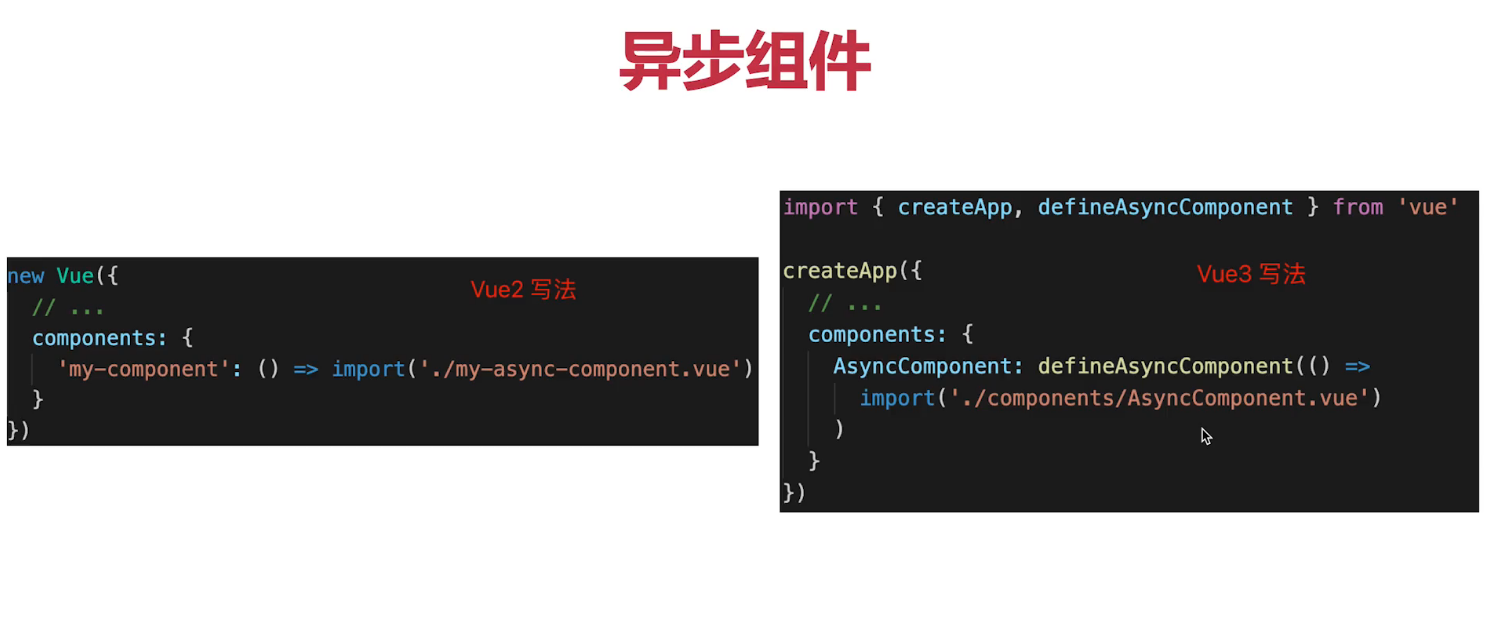 异步组件
new Vue({
Vue2 写法
  // ...
  components: {
    'my-component': () => import('./my-async-component.vue')
  }
})
import { createApp, defineAsyncComponent } from 'vue'
createApp({
Vue3 写法
  // ...
  components: {
    AsyncComponent: defineAsyncComponent(() =>
      import('./components/AsyncComponent.vue')
    )
  }
})